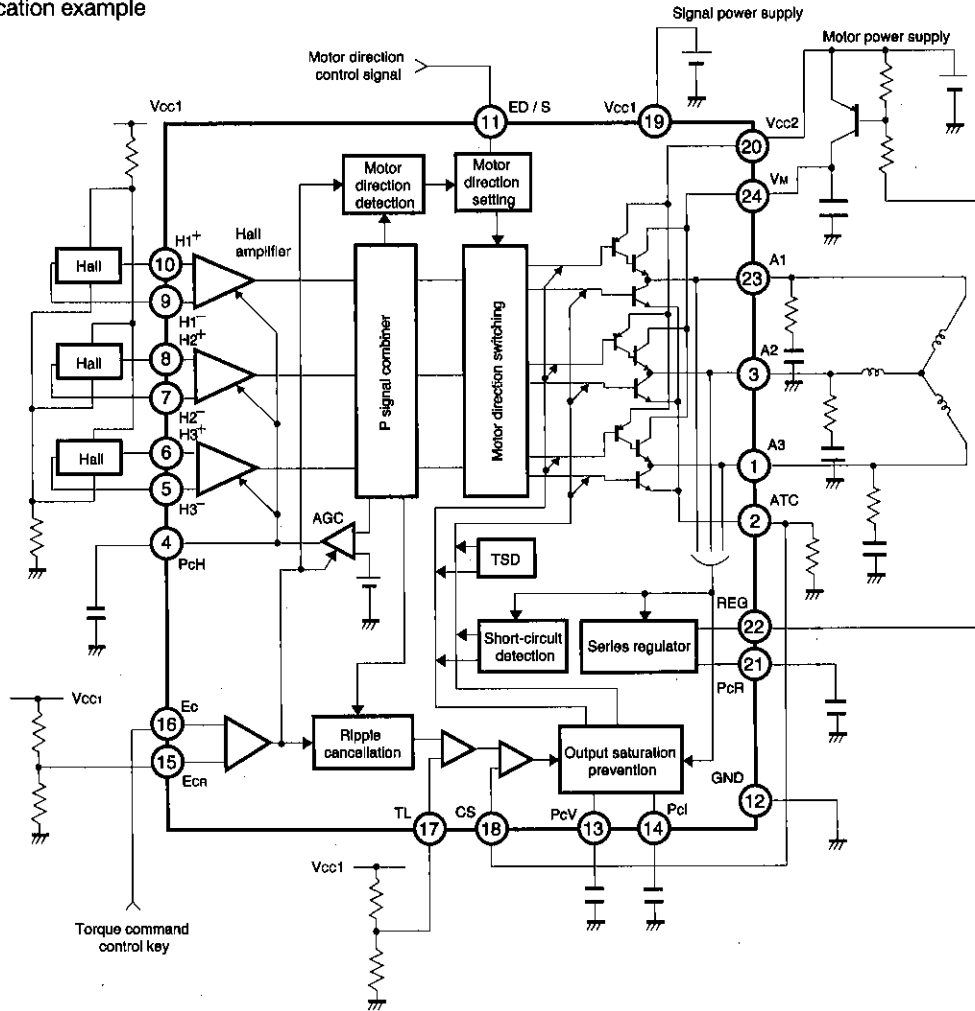 cation example
Signal power supply
Motor direction
control signal
Motor power supply
Vcc1
11
ED / S
Vcc1
19
Vcc2
20
Motor
direction
detection
Motor
direction
setting
VM
24
Hall
amplifier
Hall
H1+
10
9
H1−
A1
23
Hall
H2+
8
7
H2−
A2
3
Hall
H3+
6
5
H3−
A3
1
P signal combiner
Motor direction switching
ATC
2
4
PcH
AGC
TSD
REG
22
Short-circuit
detection
Series regulator
21
PcR
Vcc1
Ec
16
15
ECR
Ripple
cancellation
Output saturation
prevention
GND
12
TL
17
CS
18
PcV
13
PcI
14
Vcc1
Torque command
control key